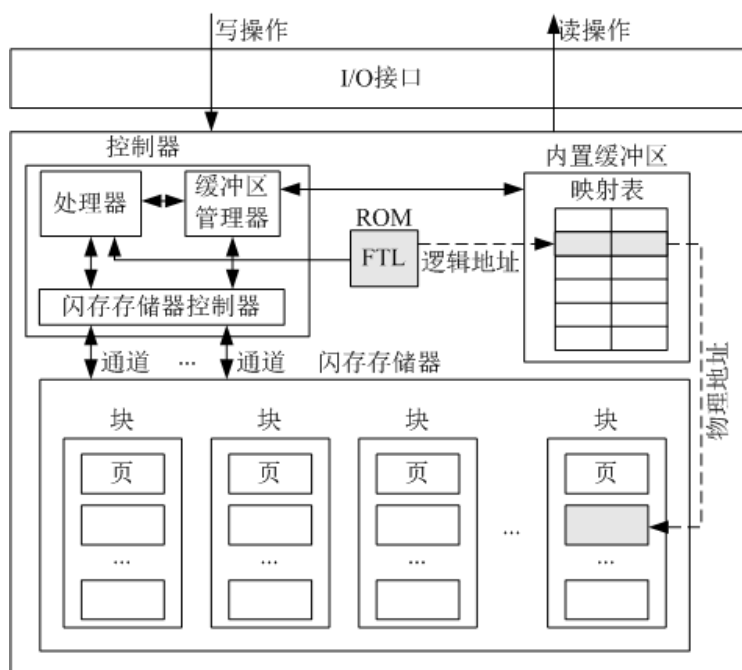 写操作
读操作
I/O接口
控制器
内置缓冲区
处理器
缓冲区
管理器
映射表
ROM
FTL
逻辑地址
闪存存储器控制器
通道 ... 通道
闪存存储器
物理地址
块 块 块 块
页 页 页 页
...
... ... ... ...